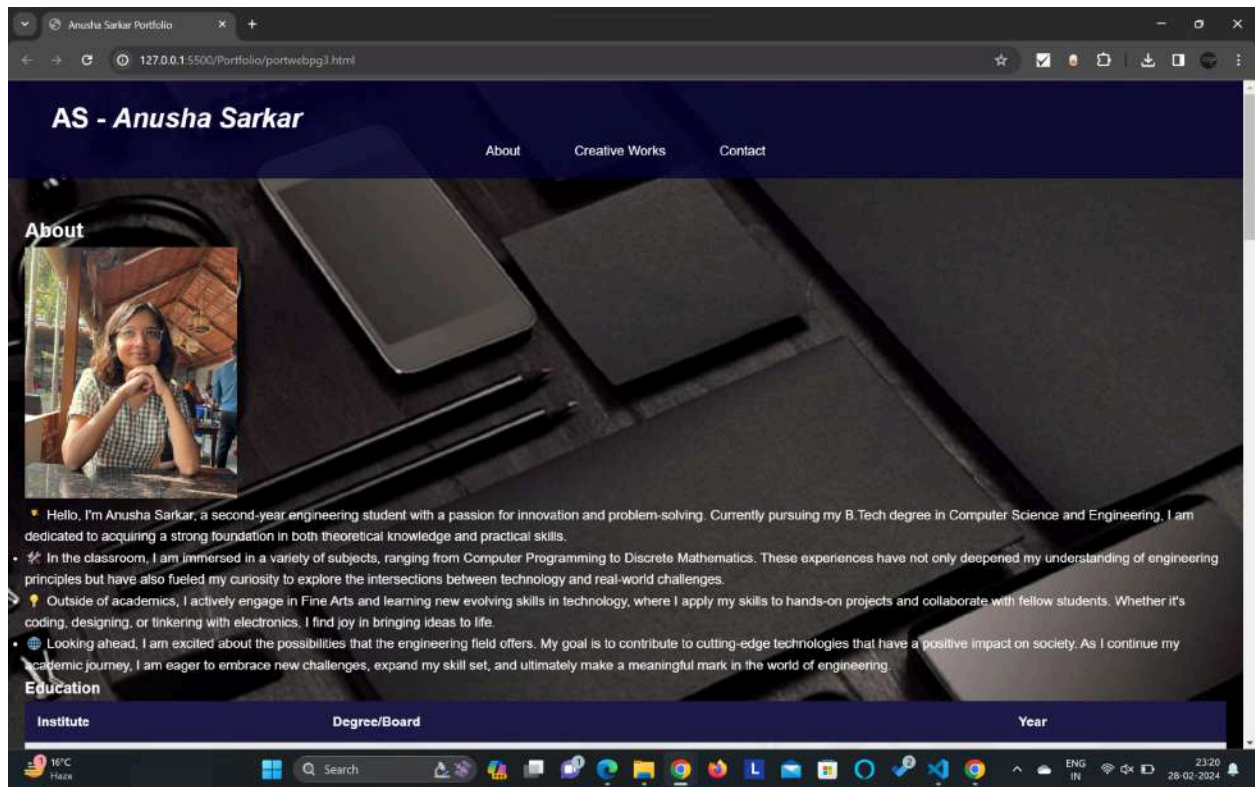 Anusha Sarkar Portfolio
127.0.0.1:5500/Portfolio/portwebpg3.html
AS - Anusha Sarkar
About Creative Works Contact
About
Hello, I'm Anusha Sarkar, a second-year engineering student with a passion for innovation and problem-solving. Currently pursuing my B.Tech degree in Computer Science and Engineering, I am
dedicated to acquiring a strong foundation in both theoretical knowledge and practical skills.
In the classroom, I am immersed in a variety of subjects, ranging from Computer Programming to Discrete Mathematics. These experiences have not only deepened my understanding of engineering
principles but have also fueled my curiosity to explore the intersections between technology and real-world challenges.
Outside of academics, I actively engage in Fine Arts and learning new evolving skills in technology, where I apply my skills to hands-on projects and collaborate with fellow students. Whether it's
coding, designing, or tinkering with electronics, I find joy in bringing ideas to life.
Looking ahead, I am excited about the possibilities that the engineering field offers. My goal is to contribute to cutting-edge technologies that have a positive impact on society. As I continue my
academic journey, I am eager to embrace new challenges, expand my skill set, and ultimately make a meaningful mark in the world of engineering.
Education
Institute Degree/Board Year
16°C
Haze
Search
ENG
IN
23:20
28-02-2024